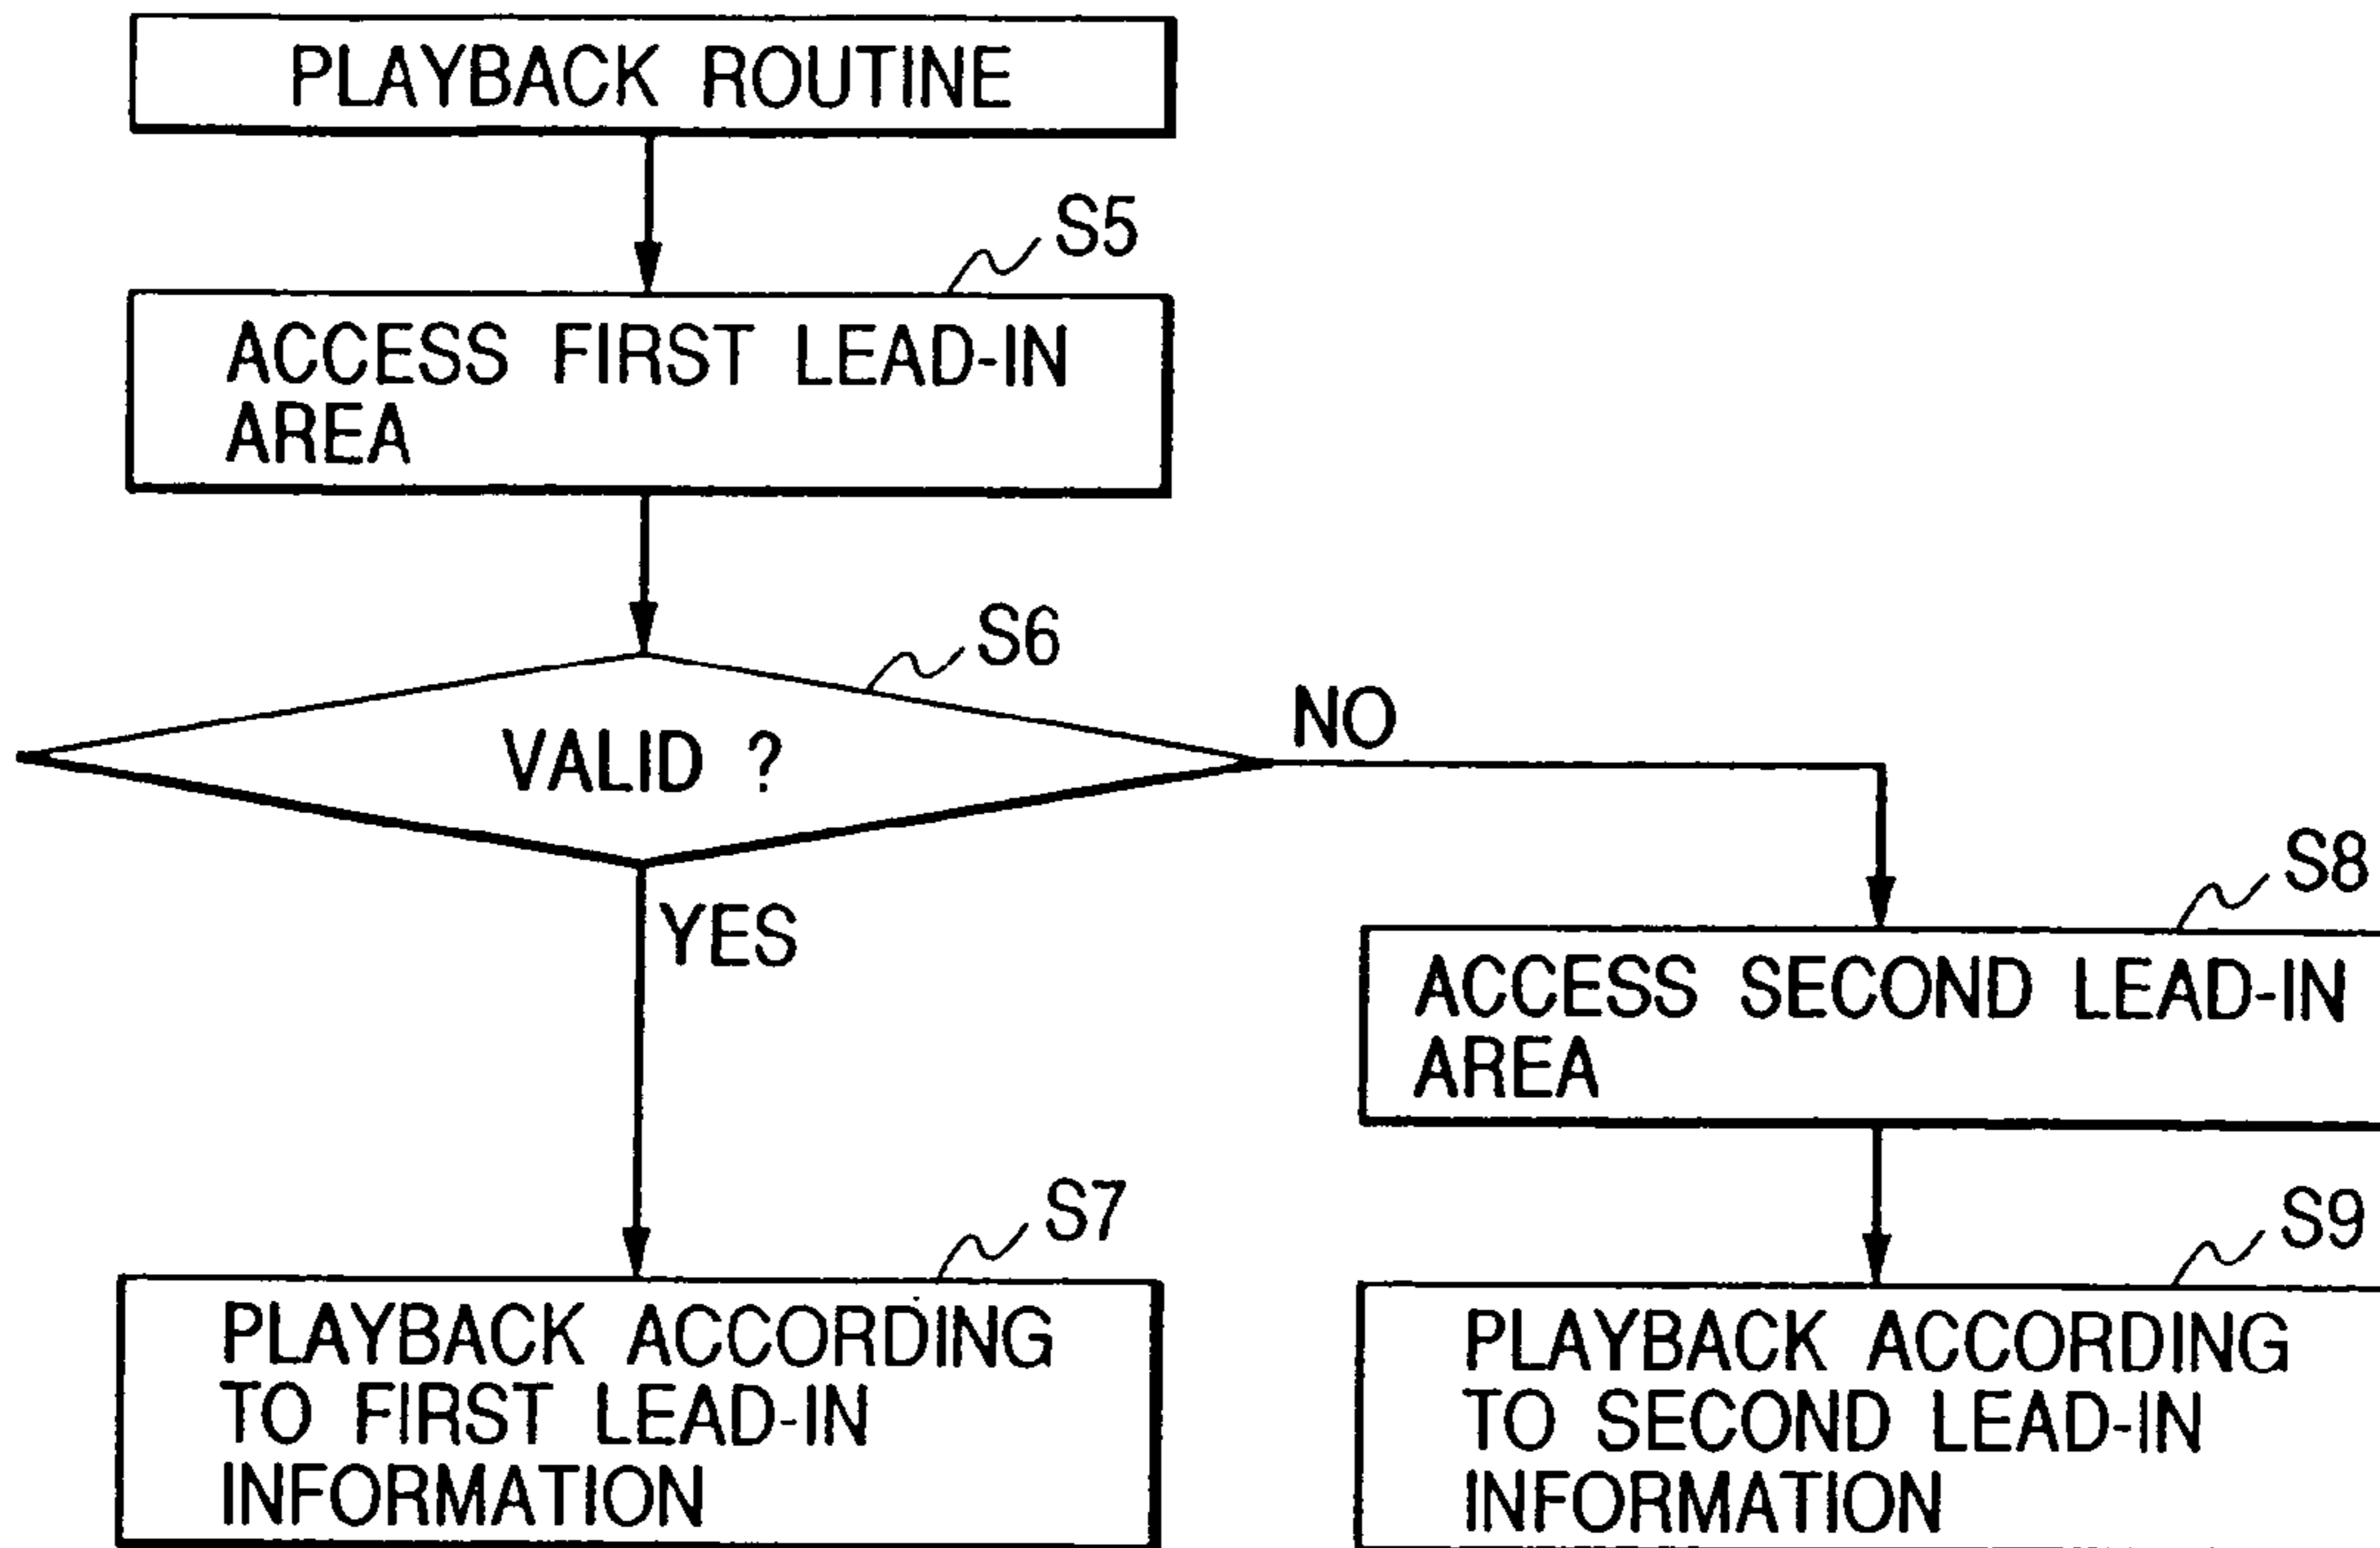 PLAYBACK ROUTINE
S5
ACCESS FIRST LEAD-IN
AREA
S6
VALID ?
NO
YES
S8
ACCESS SECOND LEAD-IN
AREA
S7
PLAYBACK ACCORDING
TO FIRST LEAD-IN
INFORMATION
S9
PLAYBACK ACCORDING
TO SECOND LEAD-IN
INFORMATION